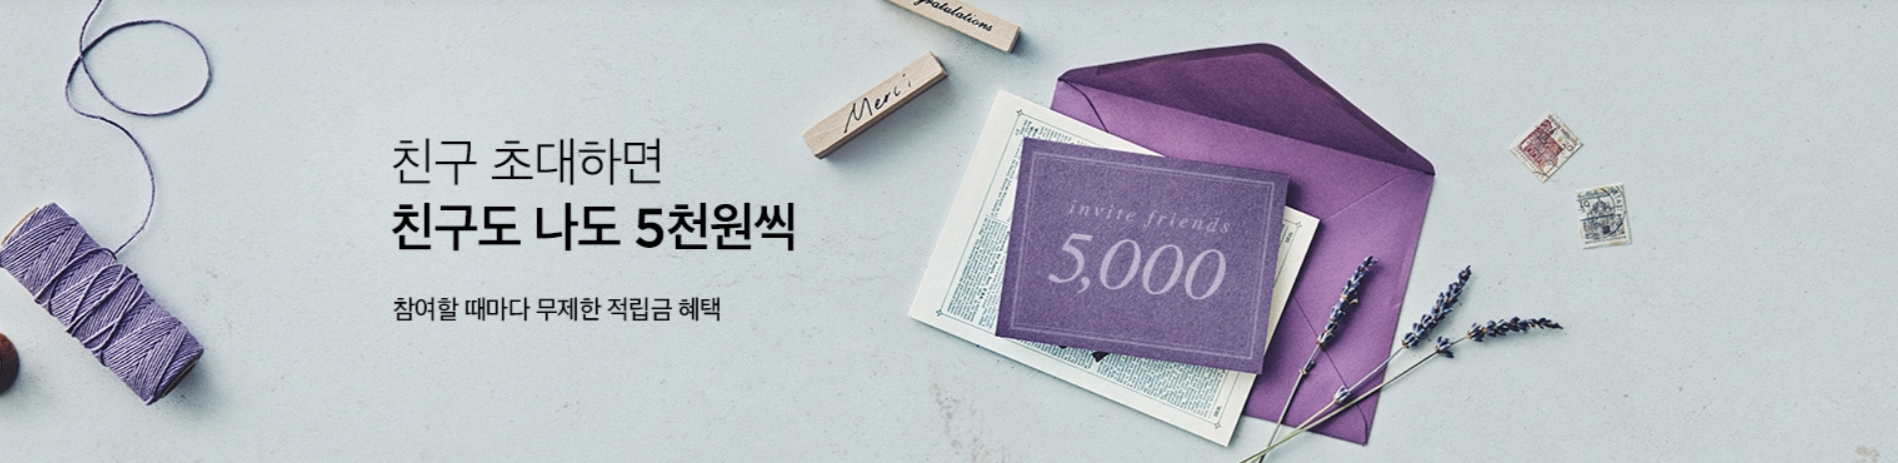 친구 초대하면
친구도 나도 5천원씩
참여할 때마다 무제한 적립금 혜택
Merci
invite friends
5,000